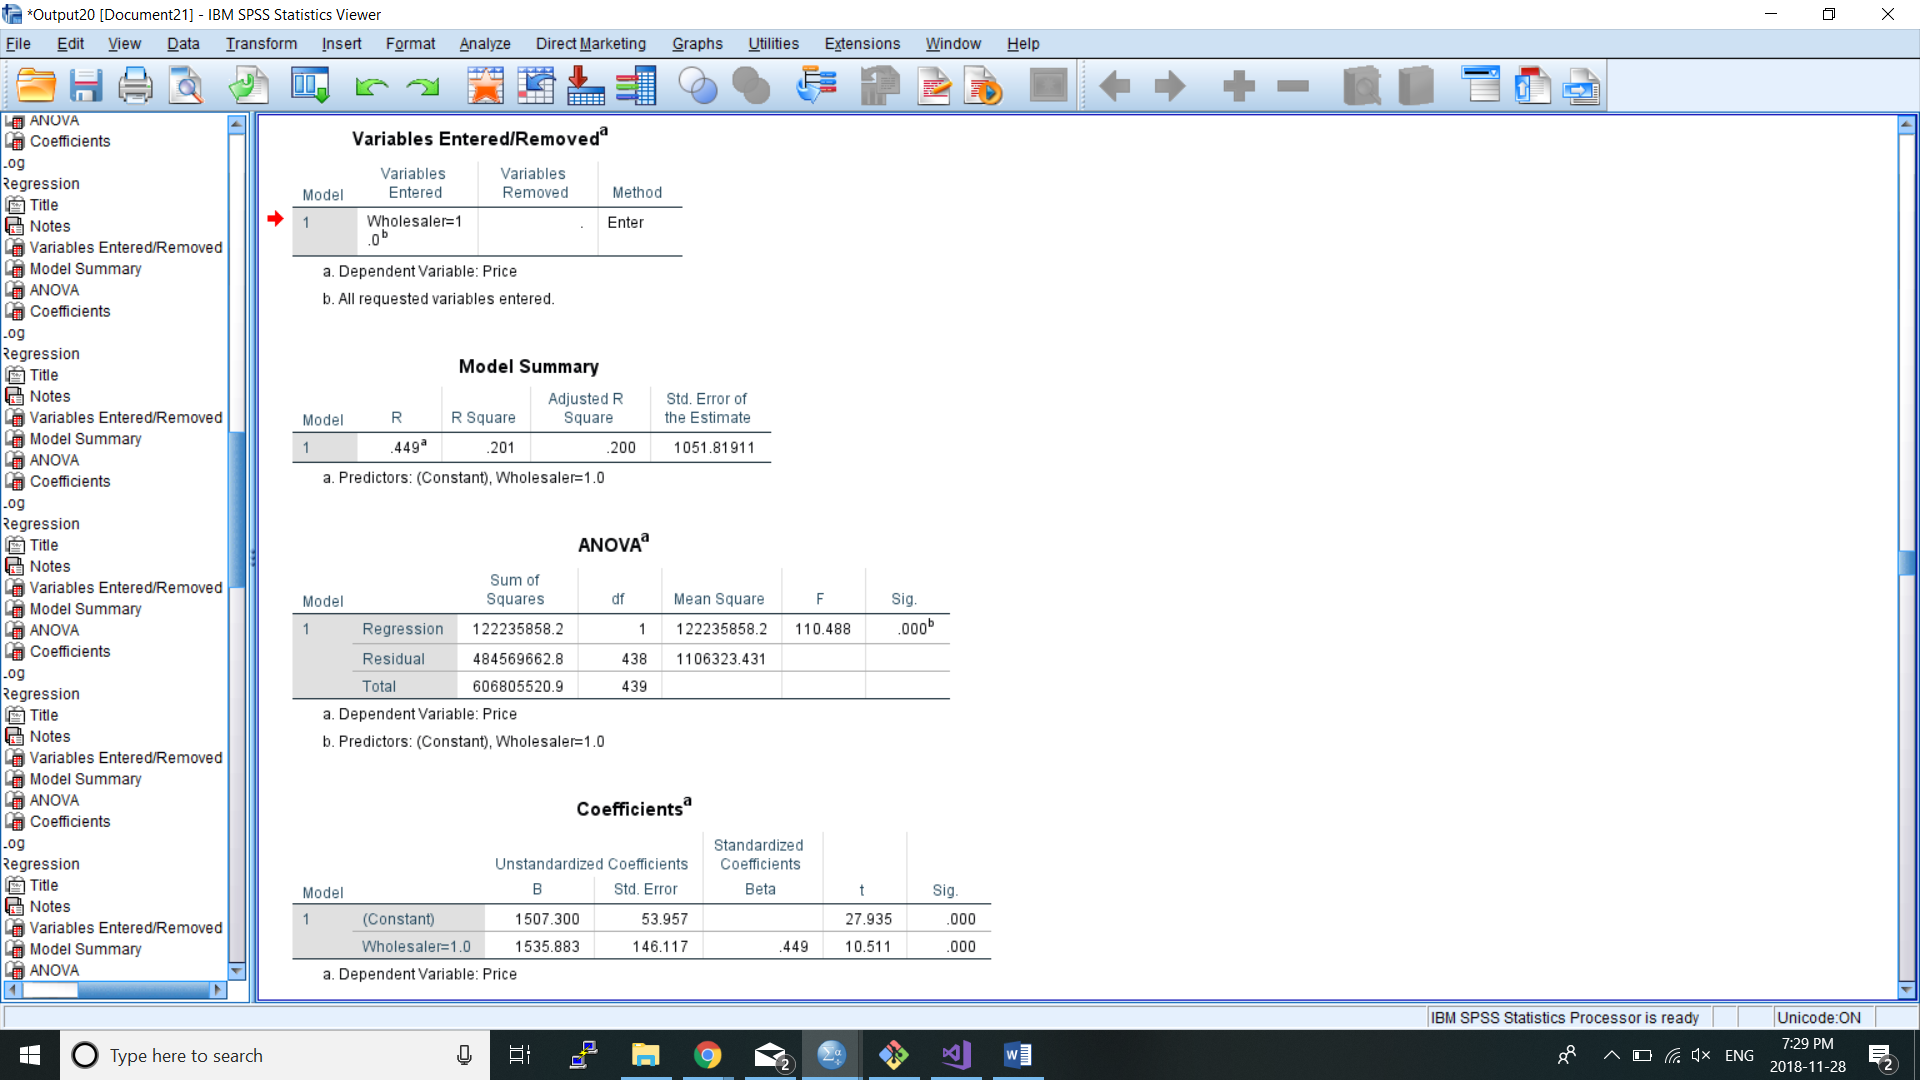 *Output20 [Document21] - IBM SPSS Statistics Viewer
File Edit View Data Transform Insert Format Analyze Direct Marketing Graphs Utilities Extensions Window Help
ANOVA
Coefficients
Log
Regression
Title
Notes
Variables Entered/Removed
Model Summary
ANOVA
Coefficients
Log
Regression
Title
Notes
Variables Entered/Removed
Model Summary
ANOVA
Coefficients
Log
Regression
Title
Notes
Variables Entered/Removed
Model Summary
ANOVA
Coefficients
Log
Regression
Title
Notes
Variables Entered/Removed
Model Summary
ANOVA
Coefficients
Log
Regression
Title
Notes
Variables Entered/Removed
Model Summary
ANOVA
Variables Entered/Removedᵃ
Variables Variables
Model Entered Removed Method
1 Wholesaler=1 . Enter
.0ᵇ
a. Dependent Variable: Price
b. All requested variables entered.
Model Summary
Adjusted R Std. Error of
Model R R Square Square the Estimate
1 .449ᵃ .201 .200 1051.81911
a. Predictors: (Constant), Wholesaler=1.0
ANOVAᵃ
Sum of
Model Squares df Mean Square F Sig.
1 Regression 122235858.2 1 122235858.2 110.488 .000ᵇ
Residual 484569662.8 438 1106323.431
Total 606805520.9 439
a. Dependent Variable: Price
b. Predictors: (Constant), Wholesaler=1.0
Coefficientsᵃ
Standardized
Unstandardized Coefficients Coefficients
Model B Std. Error Beta t Sig.
1 (Constant) 1507.300 53.957 27.935 .000
Wholesaler=1.0 1535.883 146.117 .449 10.511 .000
a. Dependent Variable: Price
IBM SPSS Statistics Processor is ready Unicode:ON
Type here to search
2
ENG
7:29 PM
2018-11-28
2